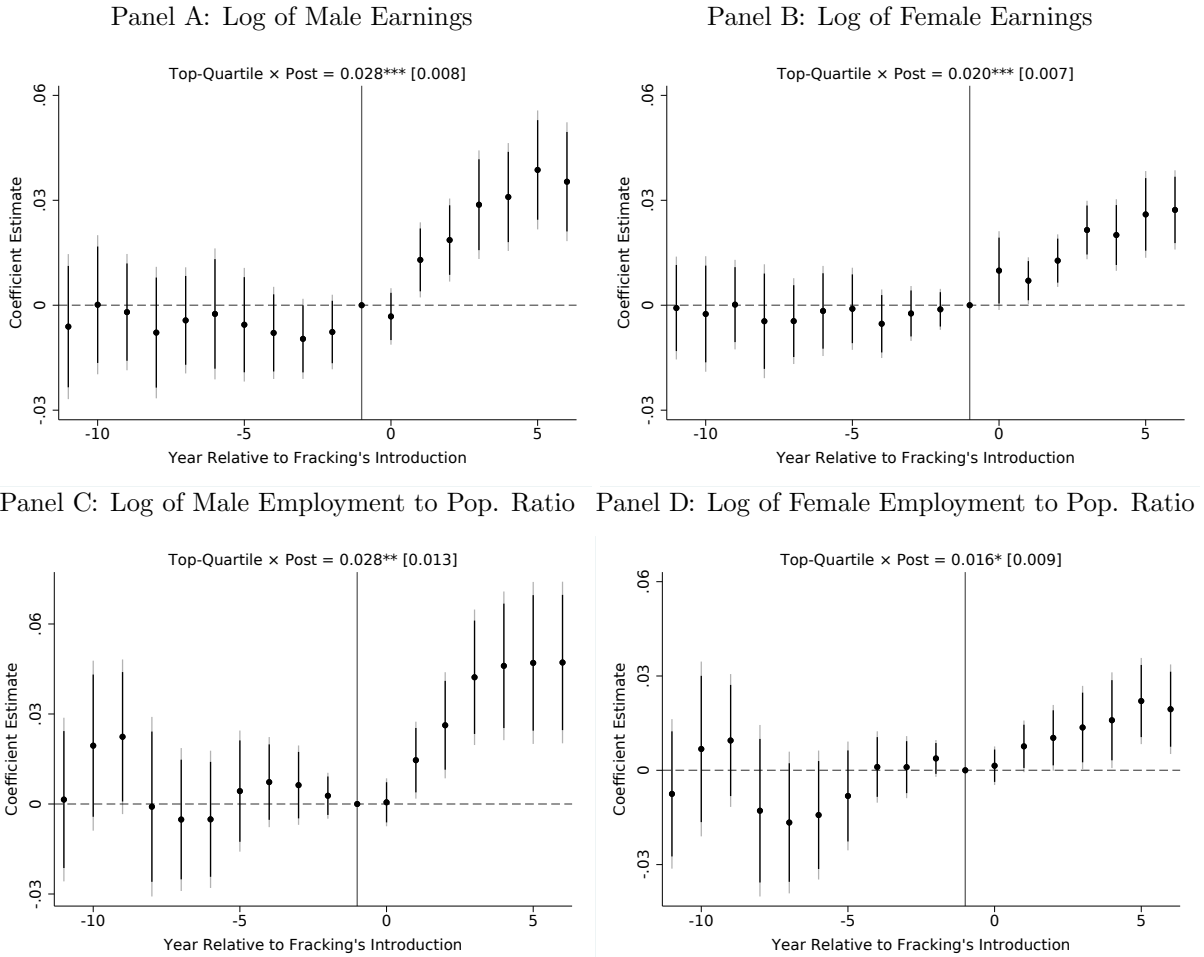 Panel A: Log of Male Earnings
Top-Quartile × Post = 0.028*** [0.008]
.06
.03
0
-.03
Coefficient Estimate
-10
-5
0
5
Year Relative to Fracking's Introduction
Panel B: Log of Female Earnings
Top-Quartile × Post = 0.020*** [0.007]
.06
.03
0
-.03
Coefficient Estimate
-10
-5
0
5
Year Relative to Fracking's Introduction
Panel C: Log of Male Employment to Pop. Ratio
Top-Quartile × Post = 0.028** [0.013]
.06
.03
0
-.03
Coefficient Estimate
-10
-5
0
5
Year Relative to Fracking's Introduction
Panel D: Log of Female Employment to Pop. Ratio
Top-Quartile × Post = 0.016* [0.009]
.06
.03
0
-.03
Coefficient Estimate
-10
-5
0
5
Year Relative to Fracking's Introduction